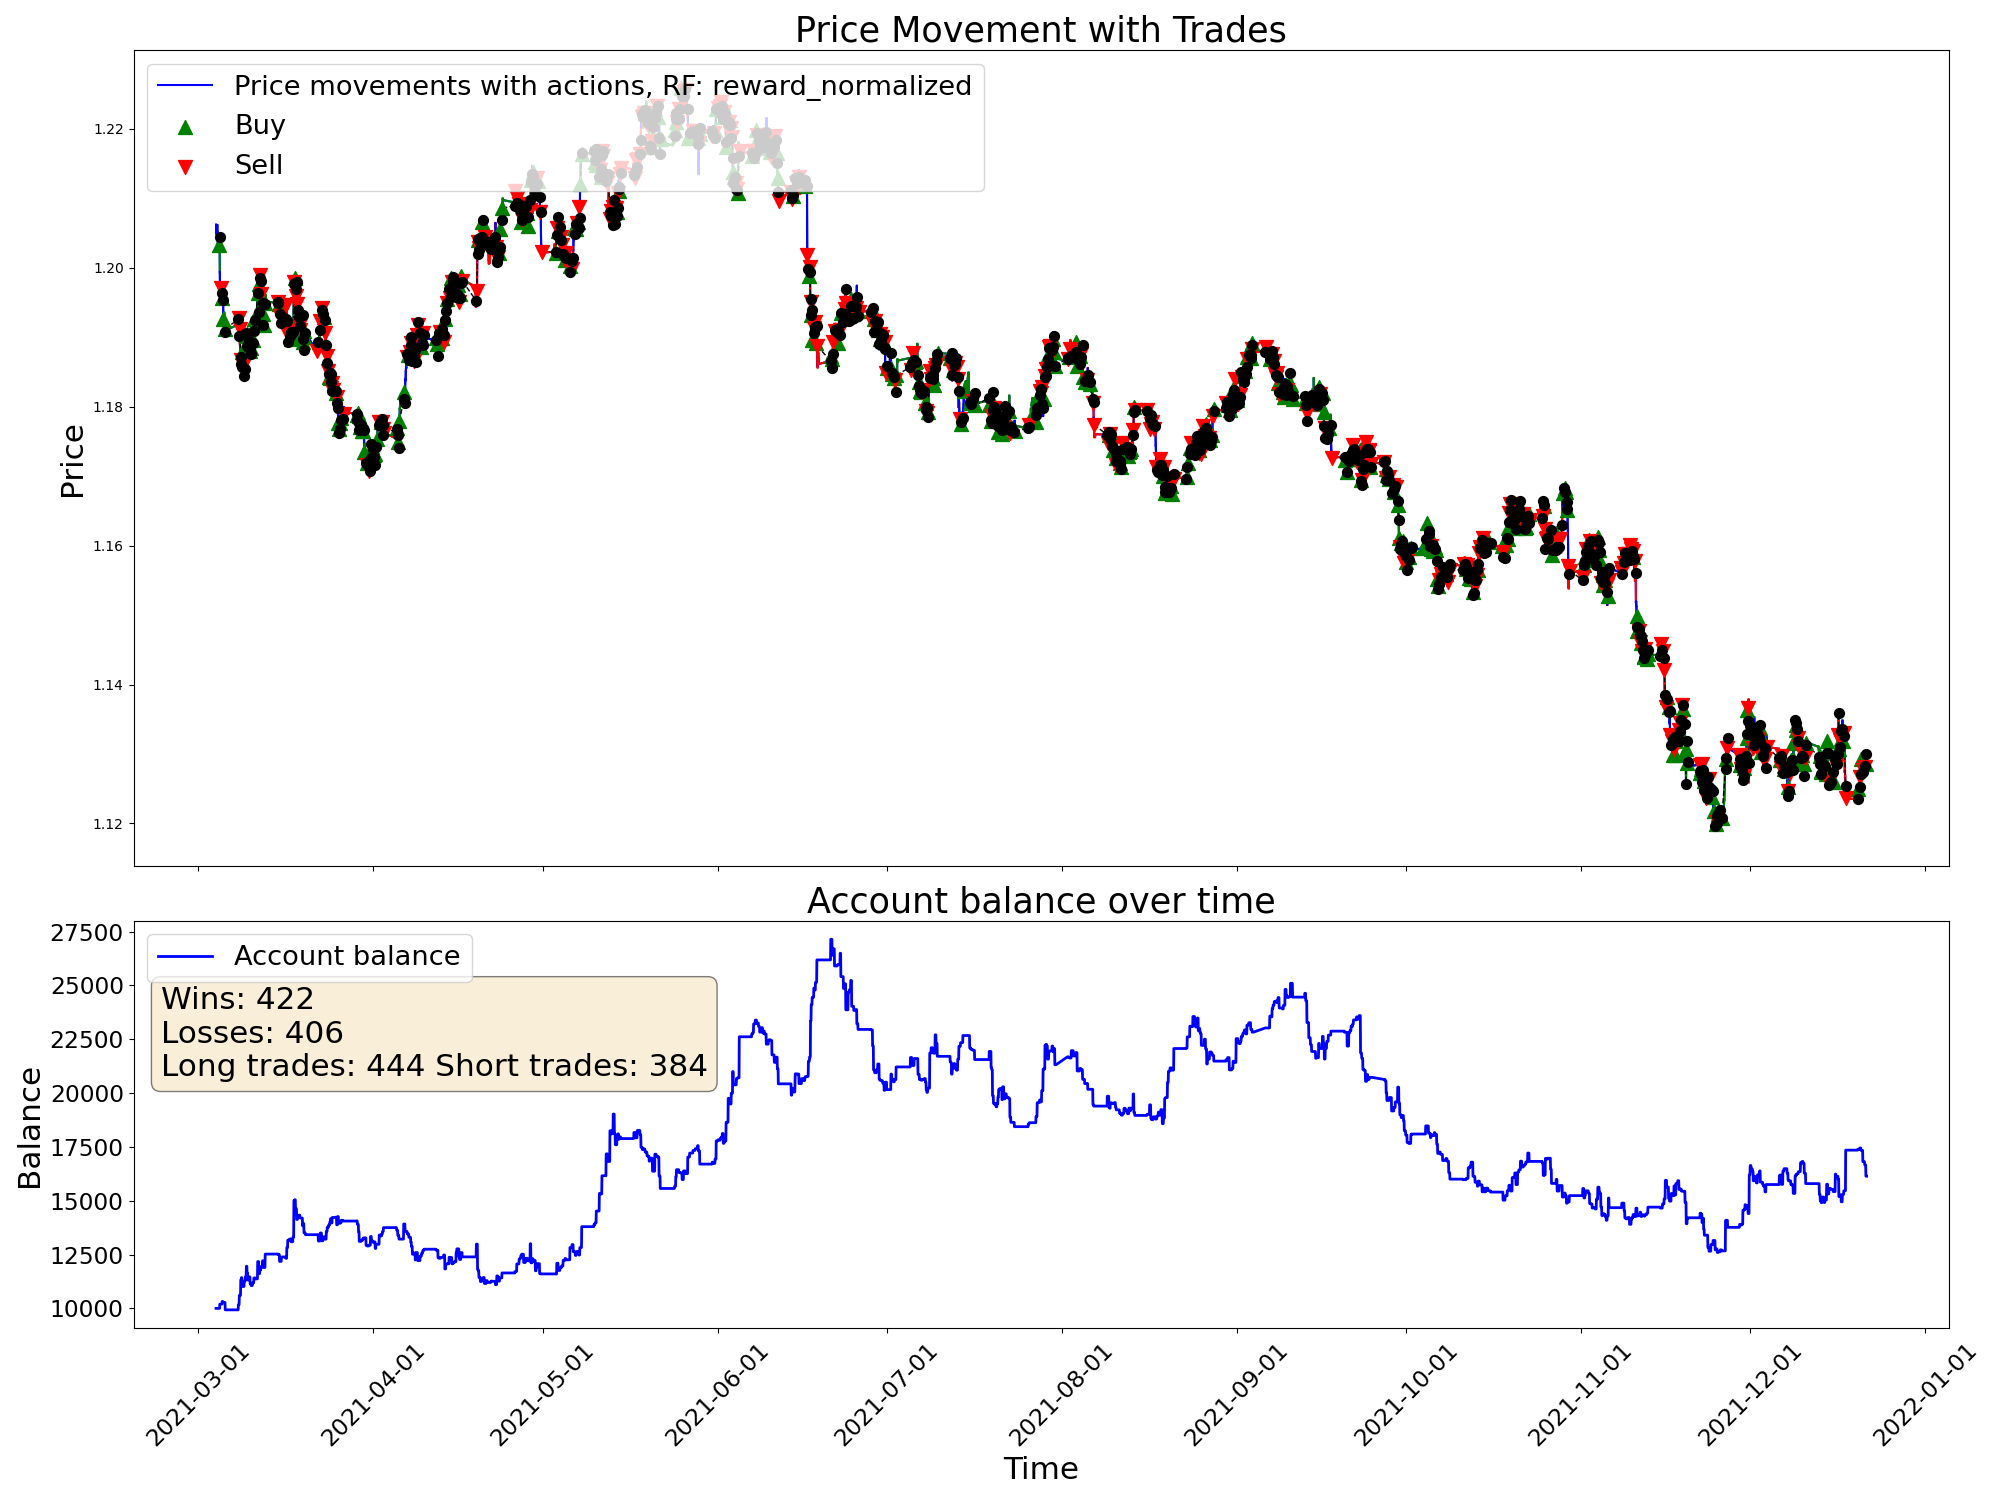 Price Movement with Trades
Price movements with actions, RF: reward_normalized
Buy
Sell
1.22
1.20
1.18
1.16
1.14
1.12
Price
Account balance over time
Account balance
Wins: 422
Losses: 406
Long trades: 444 Short trades: 384
27500
25000
22500
20000
17500
15000
12500
10000
Balance
2021-03-01
2021-04-01
2021-05-01
2021-06-01
2021-07-01
2021-08-01
2021-09-01
2021-10-01
2021-11-01
2021-12-01
2022-01-01
Time